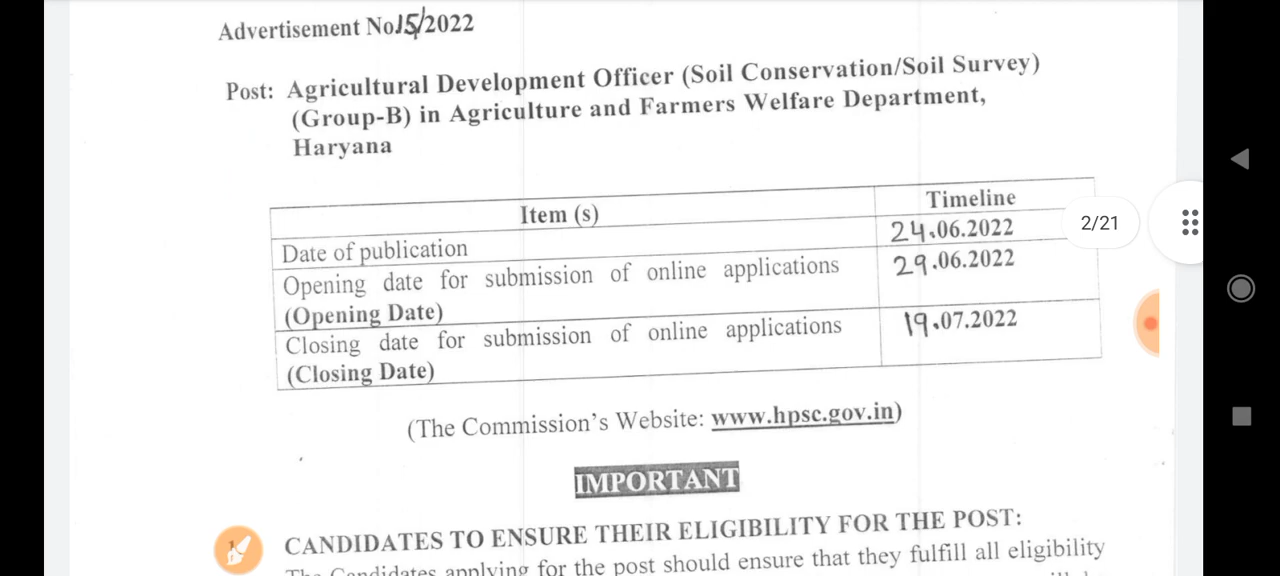 Advertisement No.15/2022
Post: Agricultural Development Officer (Soil Conservation/Soil Survey)
(Group-B) in Agriculture and Farmers Welfare Department,
Haryana
Item (s) Timeline
Date of publication 24.06.2022
Opening date for submission of online applications 29.06.2022
(Opening Date)
Closing date for submission of online applications 19.07.2022
(Closing Date)
2/21
(The Commission's Website: www.hpsc.gov.in)
IMPORTANT
CANDIDATES TO ENSURE THEIR ELIGIBILITY FOR THE POST:
The Candidates applying for the post should ensure that they fulfill all eligibility